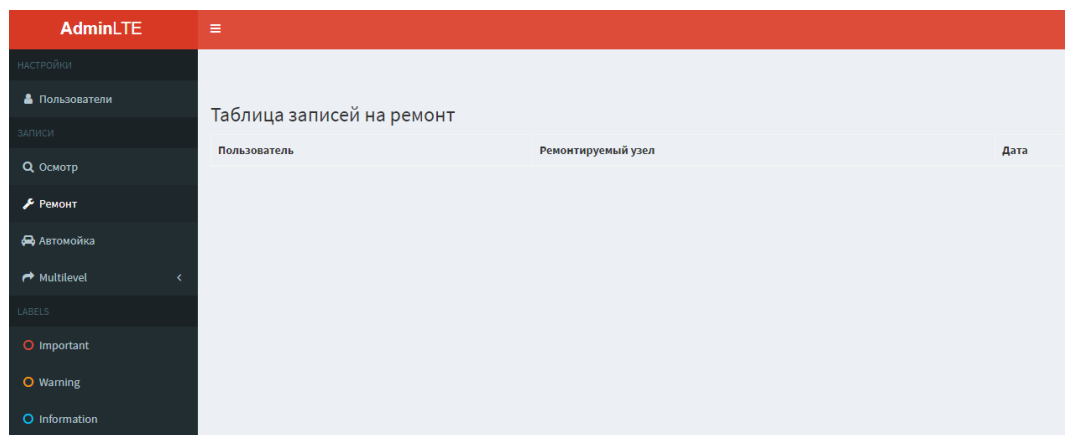 AdminLTE
НАСТРОЙКИ
Пользователи
ЗАПИСИ
Осмотр
Ремонт
Автомойка
Multilevel
LABELS
Important
Warning
Information
Таблица записей на ремонт
Пользователь Ремонтируемый узел Дата